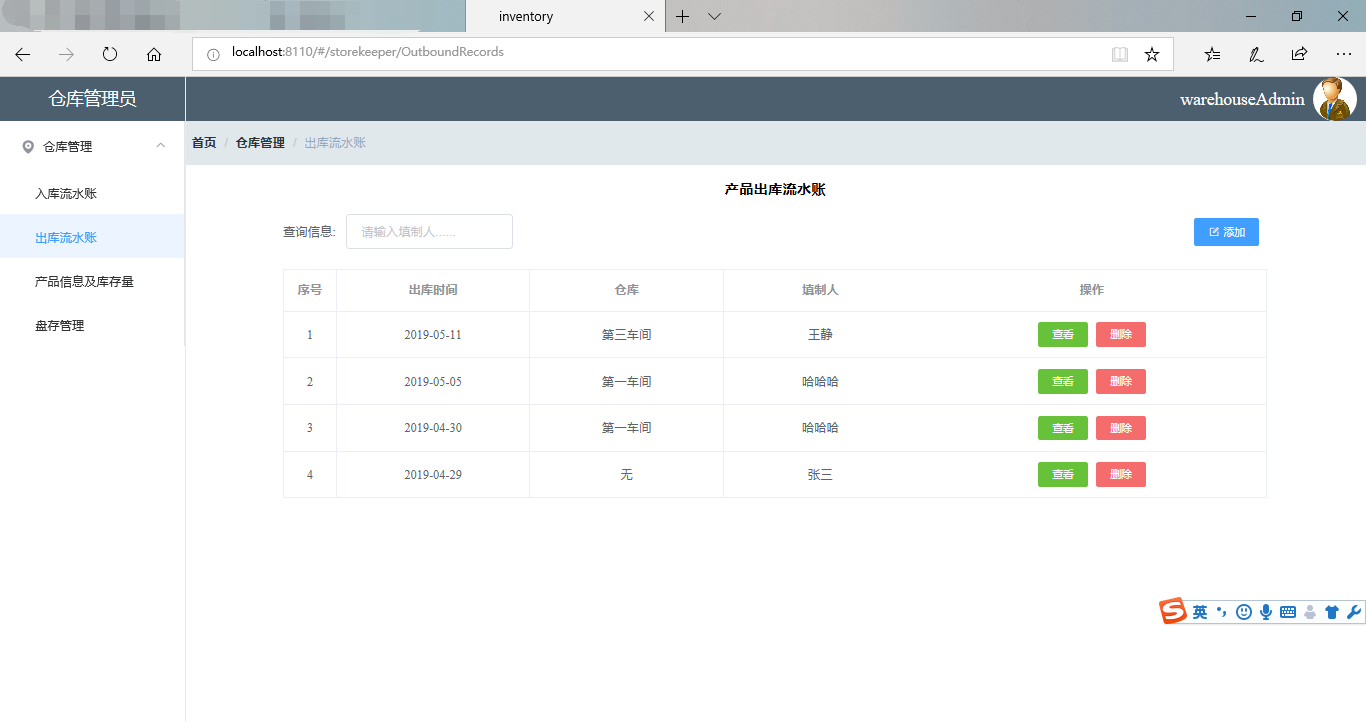 inventory
localhost:8110/#/storekeeper/OutboundRecords
仓库管理员
warehouseAdmin
仓库管理
首页 / 仓库管理 / 出库流水账
入库流水账
出库流水账
产品信息及库存量
盘存管理
产品出库流水账
查询信息: 请输入填制人...... 添加
序号 出库时间 仓库 填制人 操作
1 2019-05-11 第三车间 王静 查看 删除
2 2019-05-05 第一车间 哈哈哈 查看 删除
3 2019-04-30 第一车间 哈哈哈 查看 删除
4 2019-04-29 无 张三 查看 删除
英